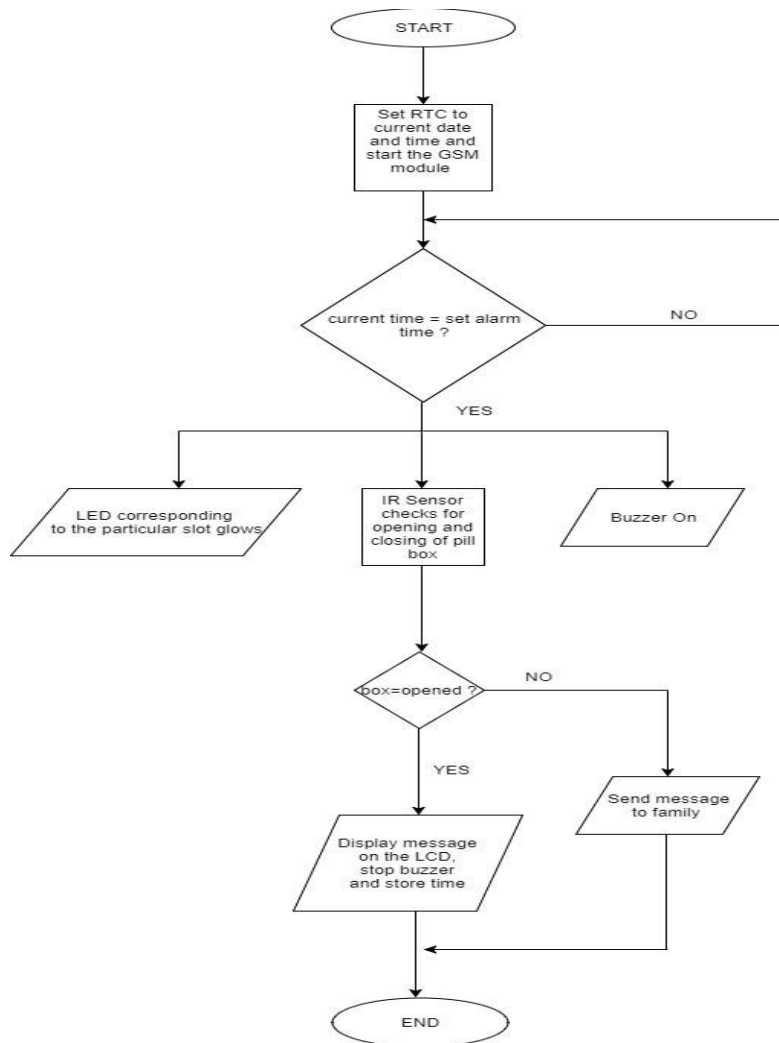 START
Set RTC to
current date
and time and
start the GSM
module
current time = set alarm
time ?
NO
YES
LED corresponding
to the particular slot glows
IR Sensor
checks for
opening and
closing of pill
box
Buzzer On
box=opened ?
NO
YES
Send message
to family
Display message
on the LCD,
stop buzzer
and store time
END